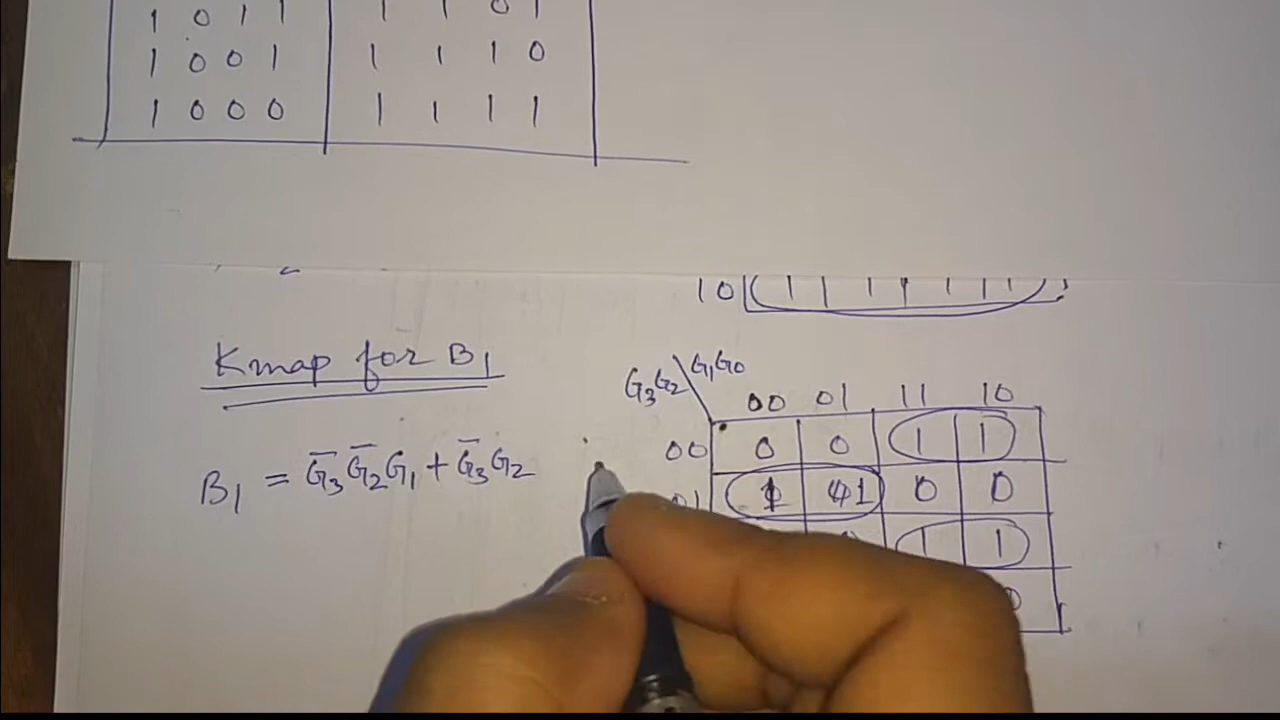 1 0 1 1 1 1 0 1
1 0 0 1 1 1 1 0
1 0 0 0 1 1 1 1
10 1 1 1 1
Kmap for B1
G3G2 G1G0
00 01 11 10
00 0 0 1 1
B1 = G̅3G̅2G1 + G̅3G2
01 1 1 0 0
1 1
0